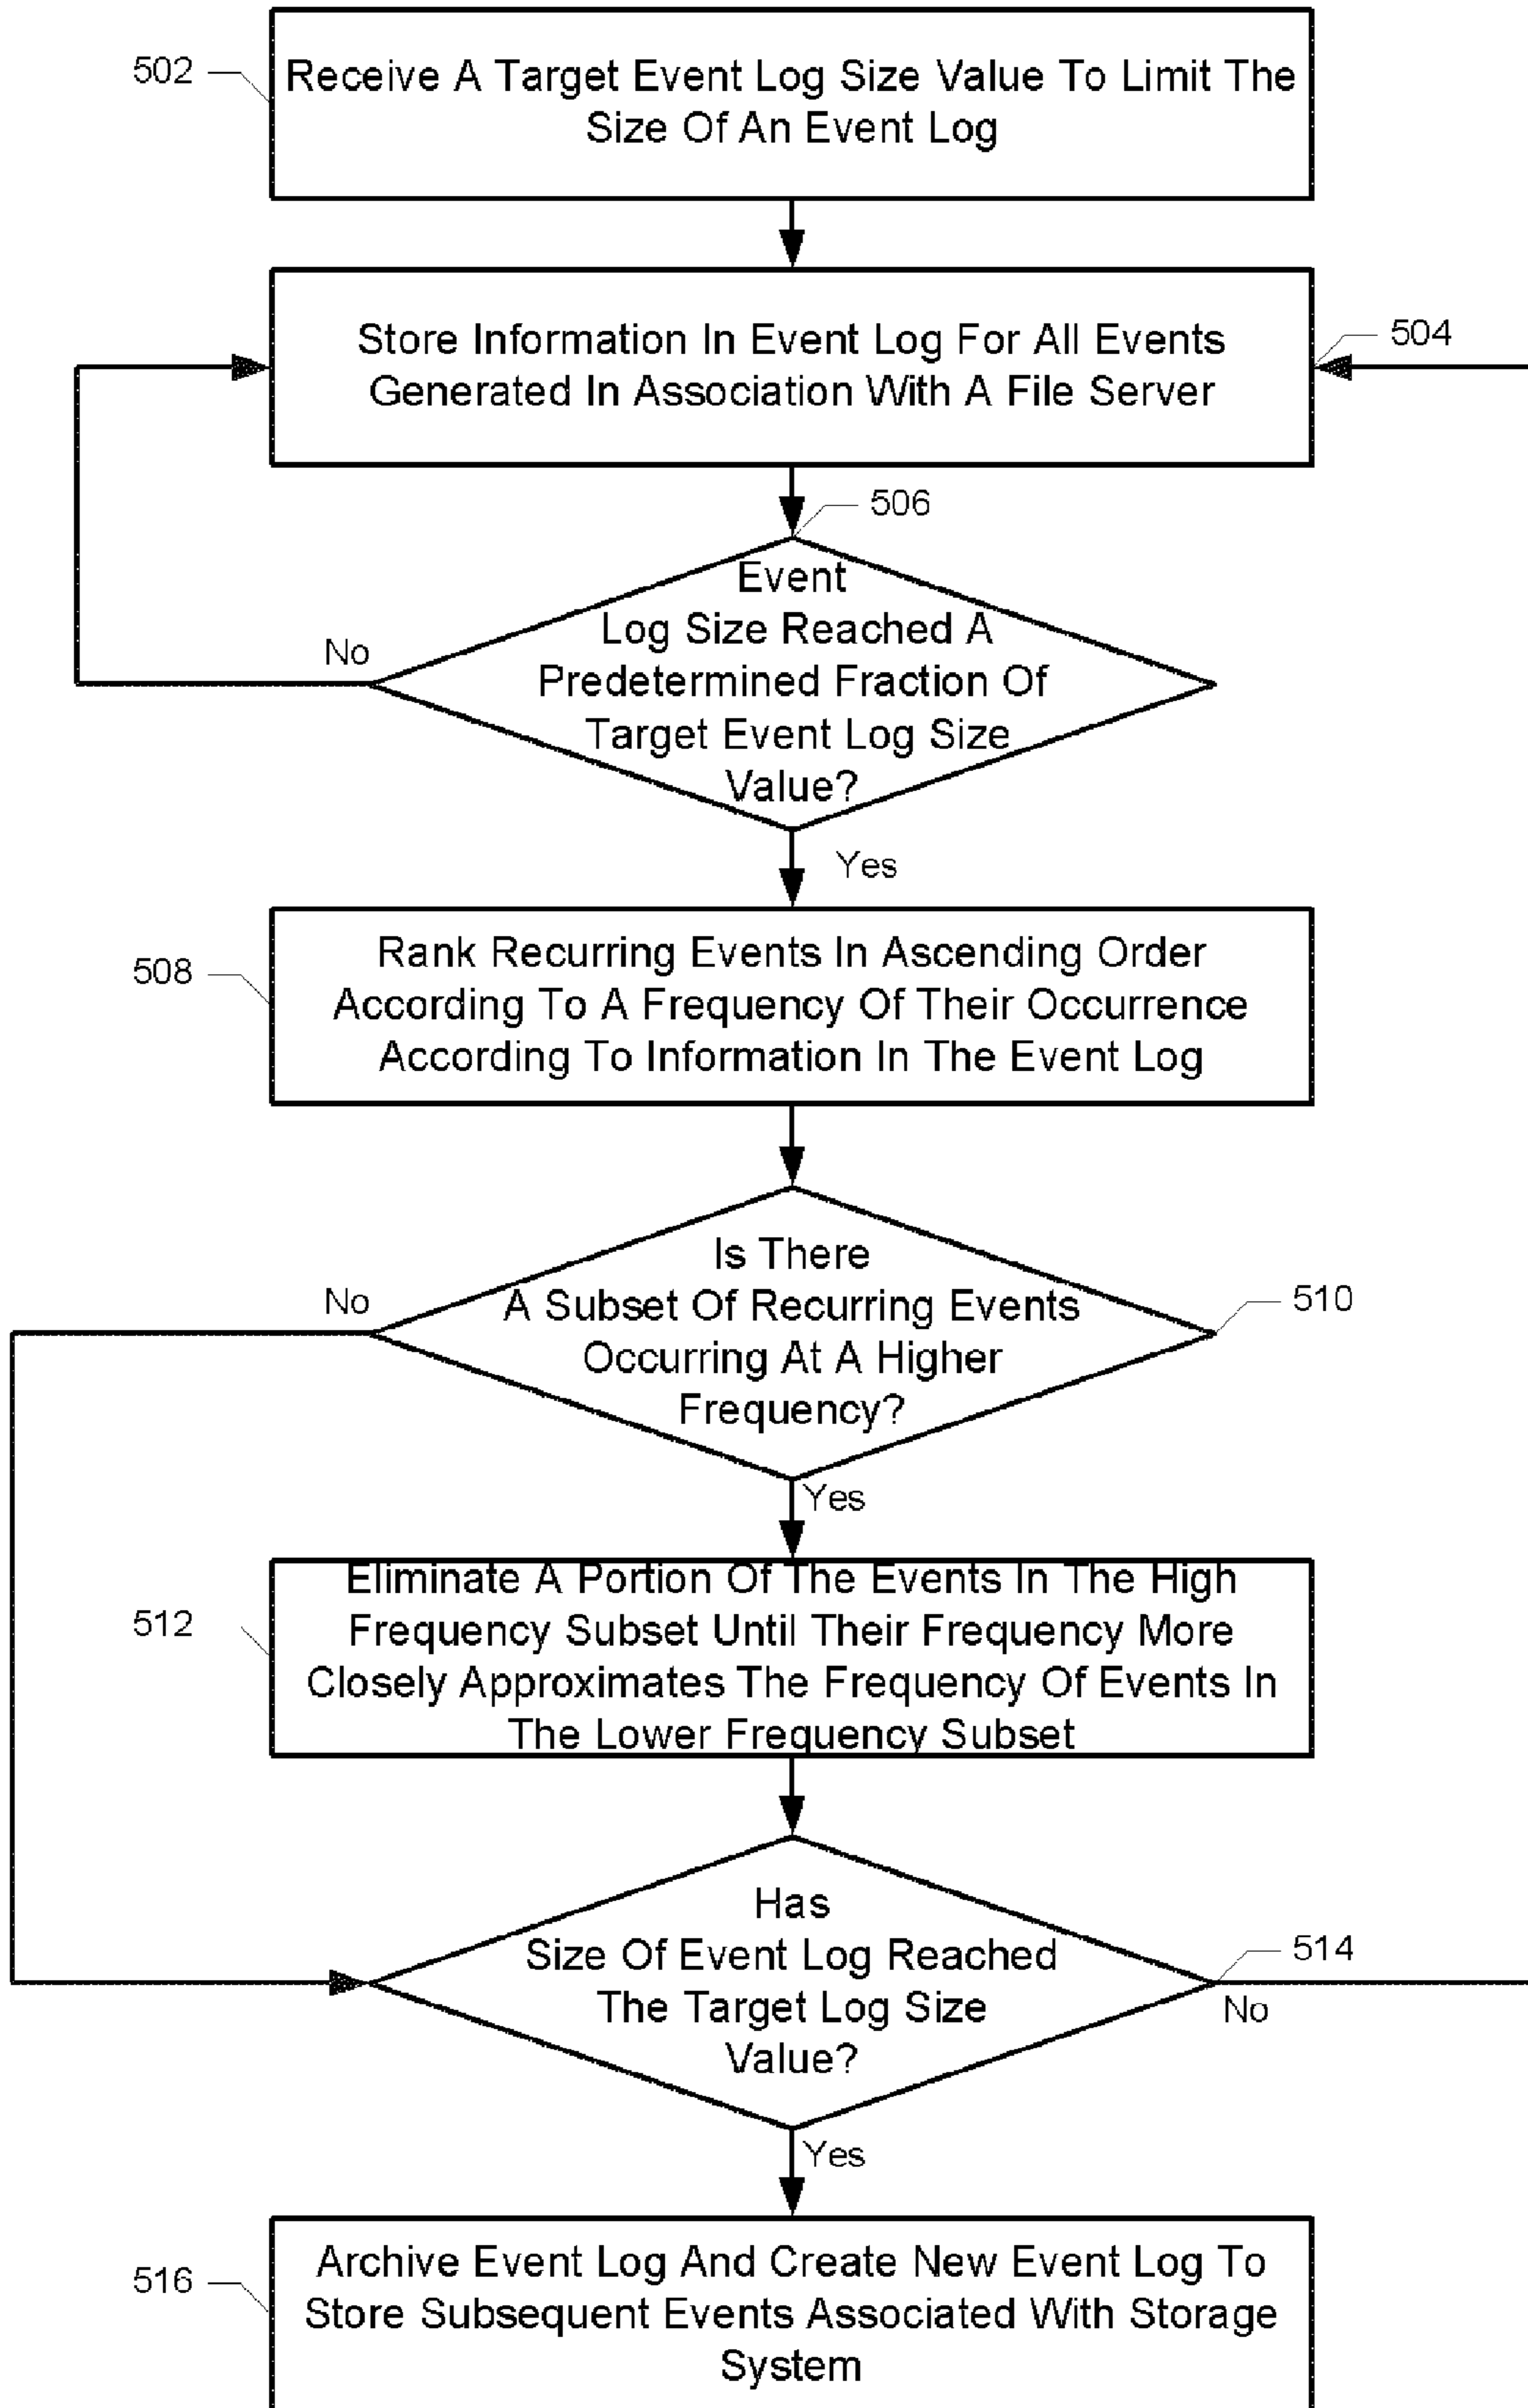 502
Receive A Target Event Log Size Value To Limit The
Size Of An Event Log
Store Information In Event Log For All Events
Generated In Association With A File Server
504
506
Event
Log Size Reached A
Predetermined Fraction Of
Target Event Log Size
Value?
No
Yes
508
Rank Recurring Events In Ascending Order
According To A Frequency Of Their Occurrence
According To Information In The Event Log
Is There
A Subset Of Recurring Events
Occurring At A Higher
Frequency?
No
510
Yes
512
Eliminate A Portion Of The Events In The High
Frequency Subset Until Their Frequency More
Closely Approximates The Frequency Of Events In
The Lower Frequency Subset
Has
Size Of Event Log Reached
The Target Log Size
Value?
514
No
Yes
516
Archive Event Log And Create New Event Log To
Store Subsequent Events Associated With Storage
System